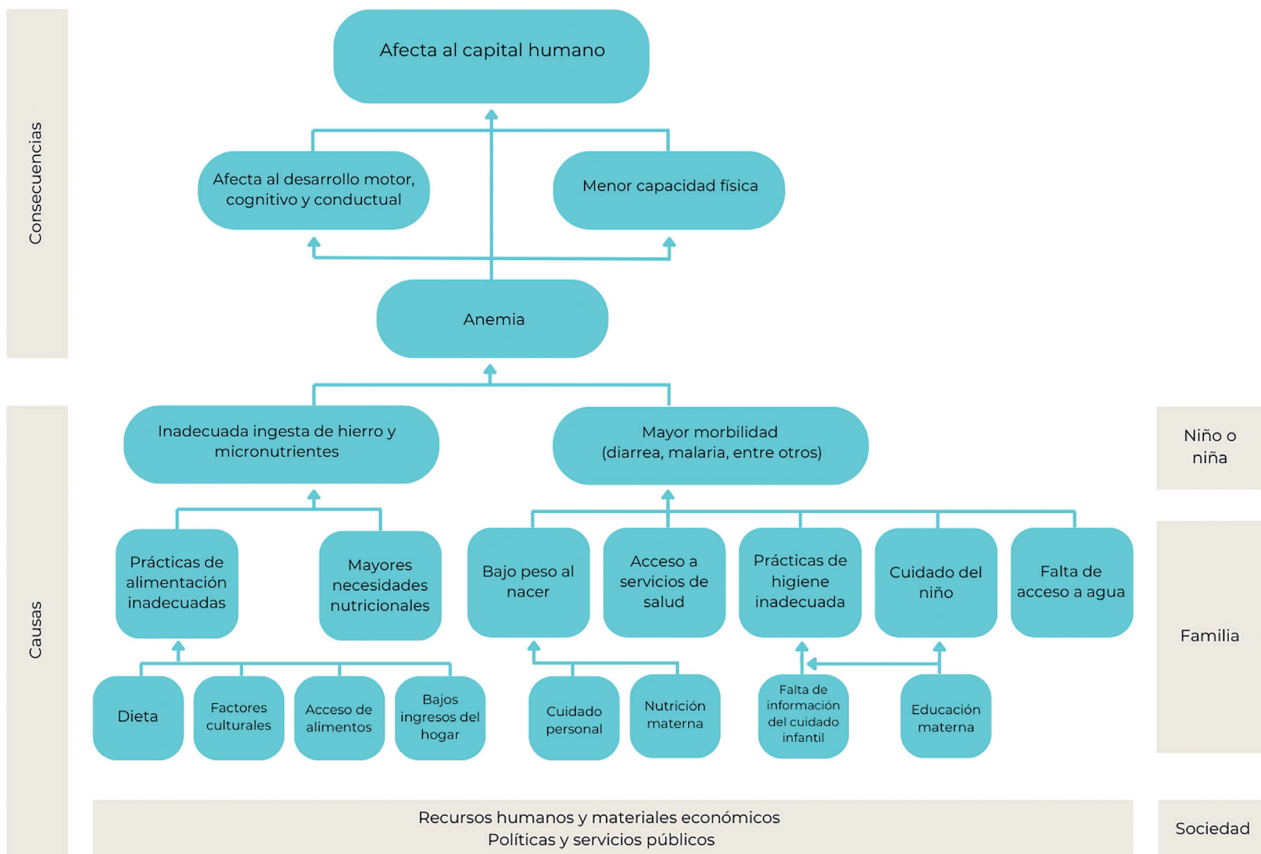 Consecuencias
Afecta al capital humano
Afecta al desarrollo motor,
cognitivo y conductual
Menor capacidad física
Anemia
Causas
Inadecuada ingesta de hierro y
micronutrientes
Mayor morbilidad
(diarrea, malaria, entre otros)
Niño o
niña
Prácticas de
alimentación
inadecuadas
Mayores
necesidades
nutricionales
Bajo peso al
nacer
Acceso a
servicios de
salud
Prácticas de
higiene
inadecuada
Cuidado del
niño
Falta de
acceso a agua
Familia
Dieta
Factores
culturales
Acceso de
alimentos
Bajos
ingresos del
hogar
Cuidado
personal
Nutrición
materna
Falta de
información
del cuidado
infantil
Educación
materna
Recursos humanos y materiales económicos
Políticas y servicios públicos
Sociedad